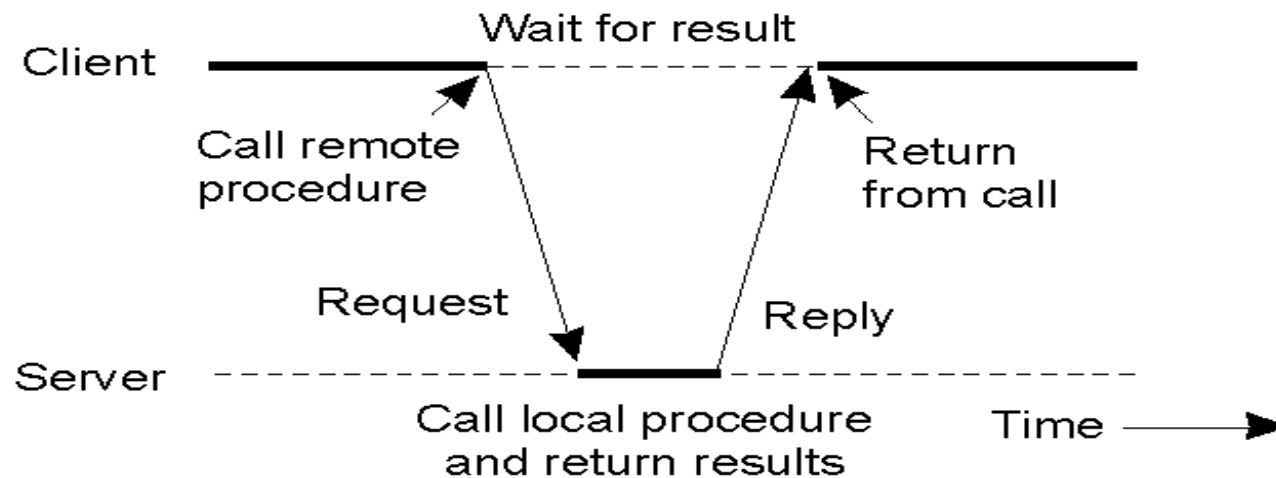 Wait for result
Client
Call remote
procedure
Return
from call
Request
Reply
Server
Call local procedure
and return results
Time